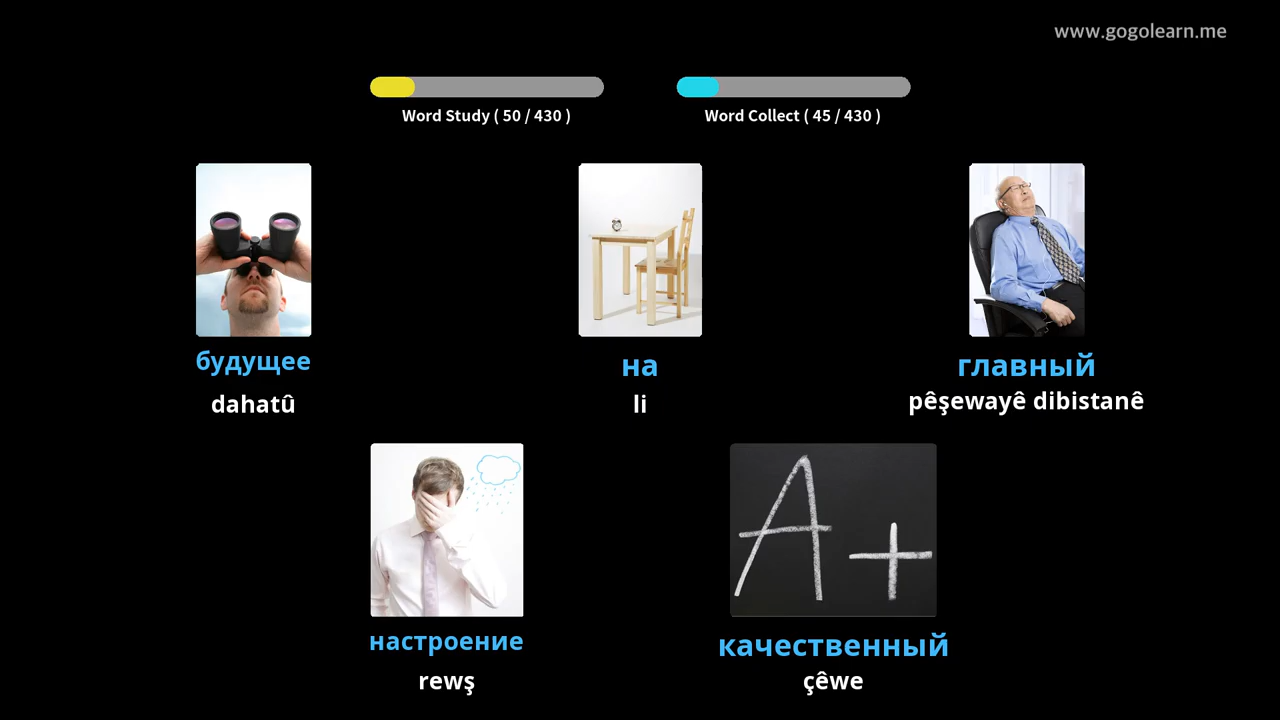 www.gogolearn.me
Word Study ( 50 / 430 )
Word Collect ( 45 / 430 )
будущее
dahatû
на
li
главный
pêşewayê dibistanê
настроение
rewş
качественный
çêwe
A+